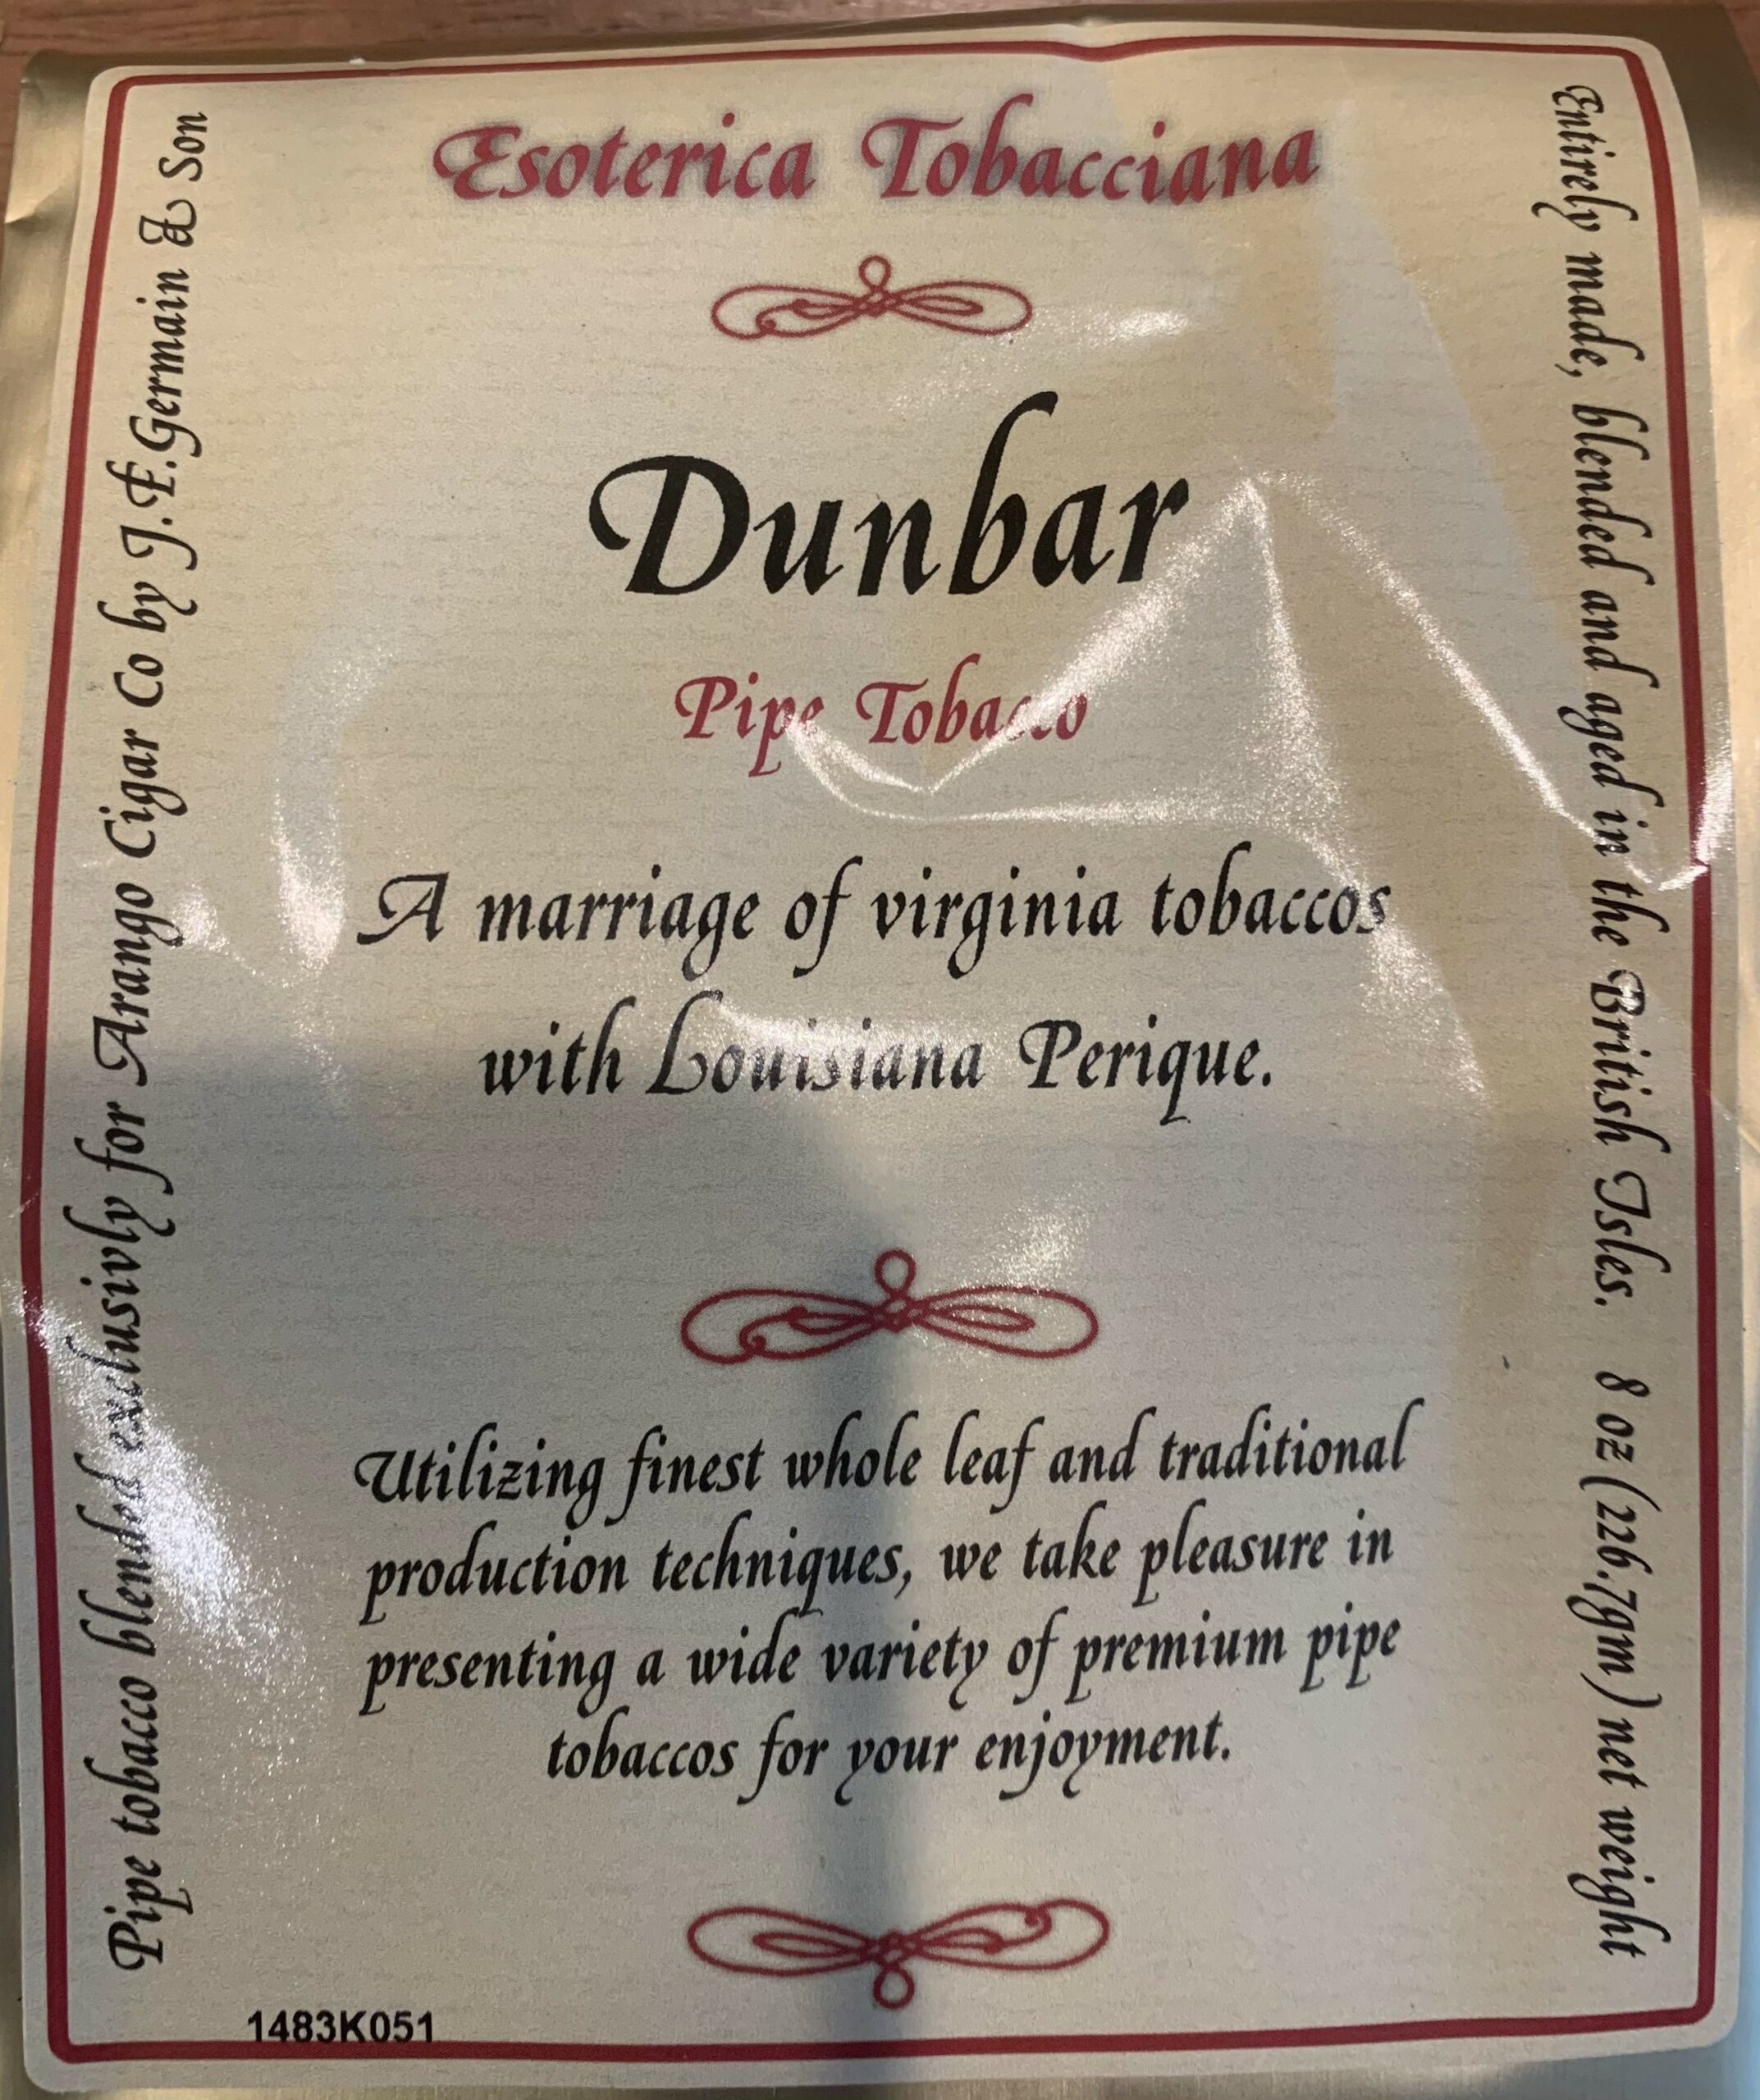 Esoterica Tobacciana
Dunbar
Pipe Tobacco
A marriage of virginia tobaccos
with Louisiana Perique.
Utilizing finest whole leaf and traditional
production techniques, we take pleasure in
presenting a wide variety of premium pipe
tobaccos for your enjoyment.
Pipe tobacco blended exclusivly for Arango Cigar Co by J.E.Germain & Son
Entirely made, blended and aged in the British Isles. 8 oz (226.7gm) net weight
1483K051